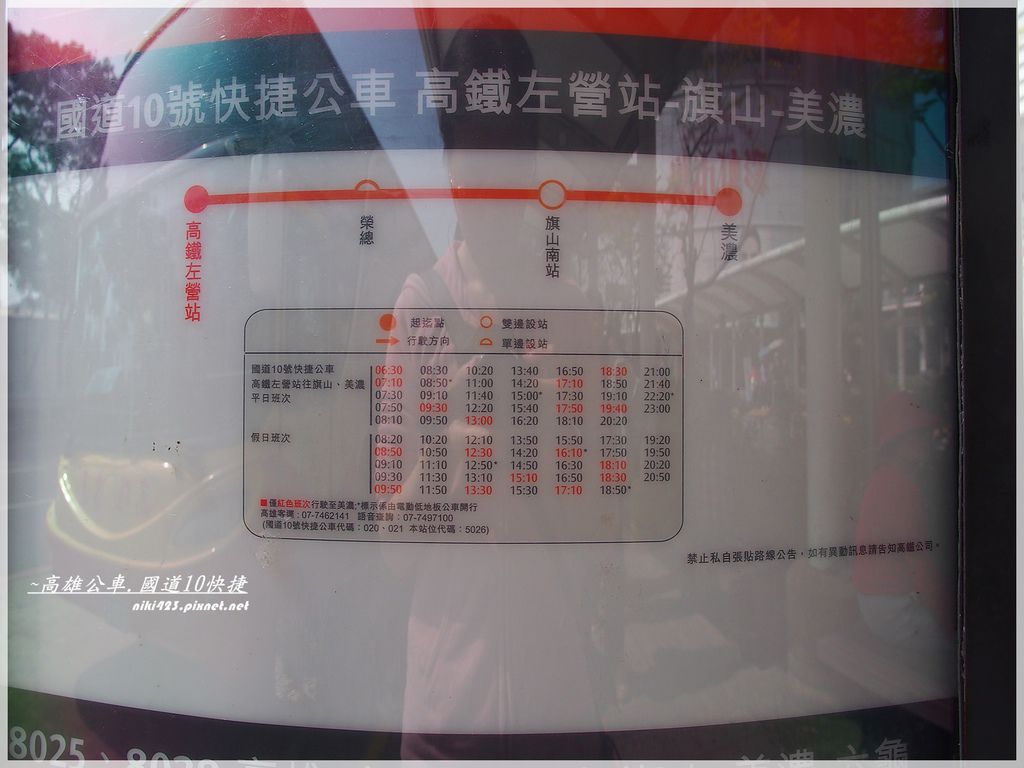 國道10號快捷公車 高鐵左營站-旗山-美濃
高鐵左營站
榮總
旗山南站
美濃
起迄點 雙邊設站
行駛方向 單邊設站
國道10號快捷公車 06:30 08:30 10:20 13:40 16:50 18:30 21:00
高鐵左營站往旗山、美濃 07:10 08:50* 11:00 14:20 17:10 18:50 21:40
平日班次 07:30 09:10 11:40 15:00* 17:30 19:10 22:20*
07:50 09:30 12:20 15:40 17:50 19:40 23:00
08:10 09:50 13:00 16:20 18:10 20:20
假日班次 08:20 10:20 12:10 13:50 15:50 17:30 19:20
08:50 10:50 12:30 14:20 16:10* 17:50 19:50
09:10 11:10 12:50* 14:50 16:30 18:10 20:20
09:30 11:30 13:10 15:10 16:50 18:30 20:50
09:50 11:50 13:30 15:30 17:10 18:50*
■僅紅色班次行駛至美濃;*標示係由電動低地板公車開行
高雄客運:07-7462141 語音查詢:07-7497100
(國道10號快捷公車代碼:020、021 本站位代碼:5026)
禁止私自張貼路線公告，如有異動訊息請告知高鐵公司。
~高雄公車.國道10快捷
niki423.pixnet.net
8025、8028 高雄
美濃 六龜